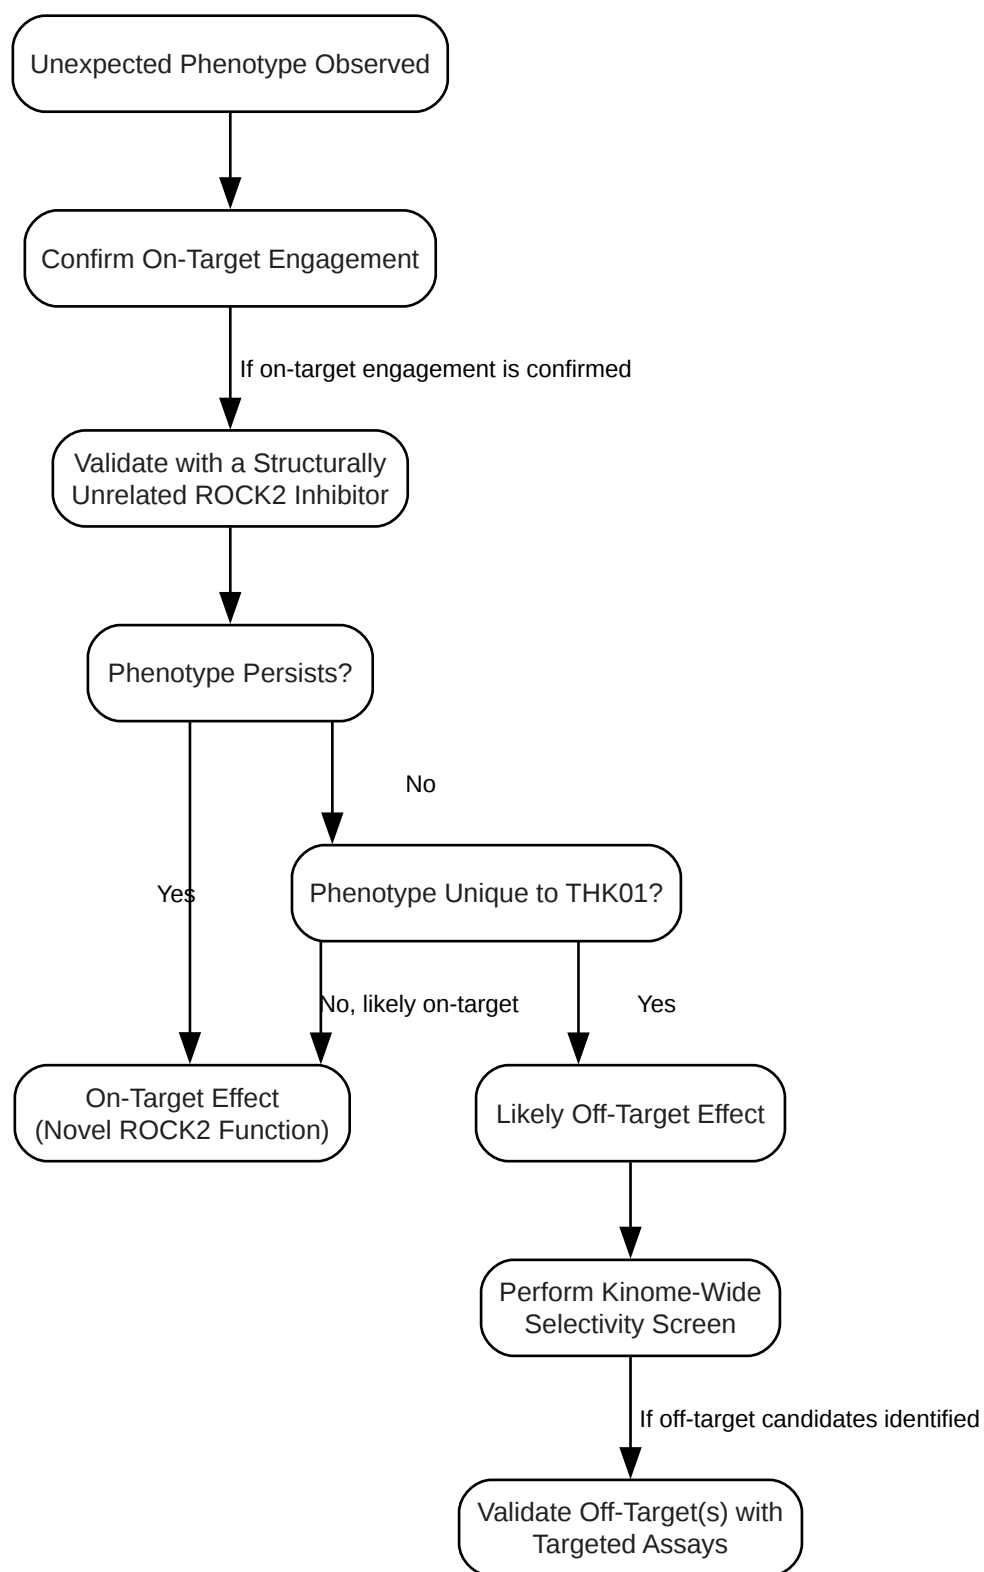 Unexpected Phenotype Observed
Confirm On-Target Engagement
If on-target engagement is confirmed
Validate with a Structurally
Unrelated ROCK2 Inhibitor
Phenotype Persists?
No
Phenotype Unique to THK01?
Yes
No, likely on-target
Yes
On-Target Effect
(Novel ROCK2 Function)
Likely Off-Target Effect
Perform Kinome-Wide
Selectivity Screen
If off-target candidates identified
Validate Off-Target(s) with
Targeted Assays